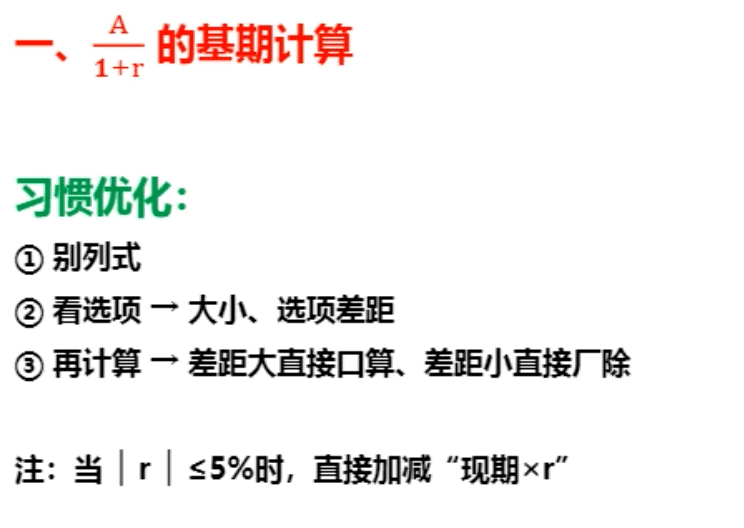 一、A/(1+r) 的基期计算
习惯优化：
① 别列式
② 看选项 → 大小、选项差距
③ 再计算 → 差距大直接口算、差距小直接厂除
注：当｜r｜≤5%时，直接加减“现期×r”